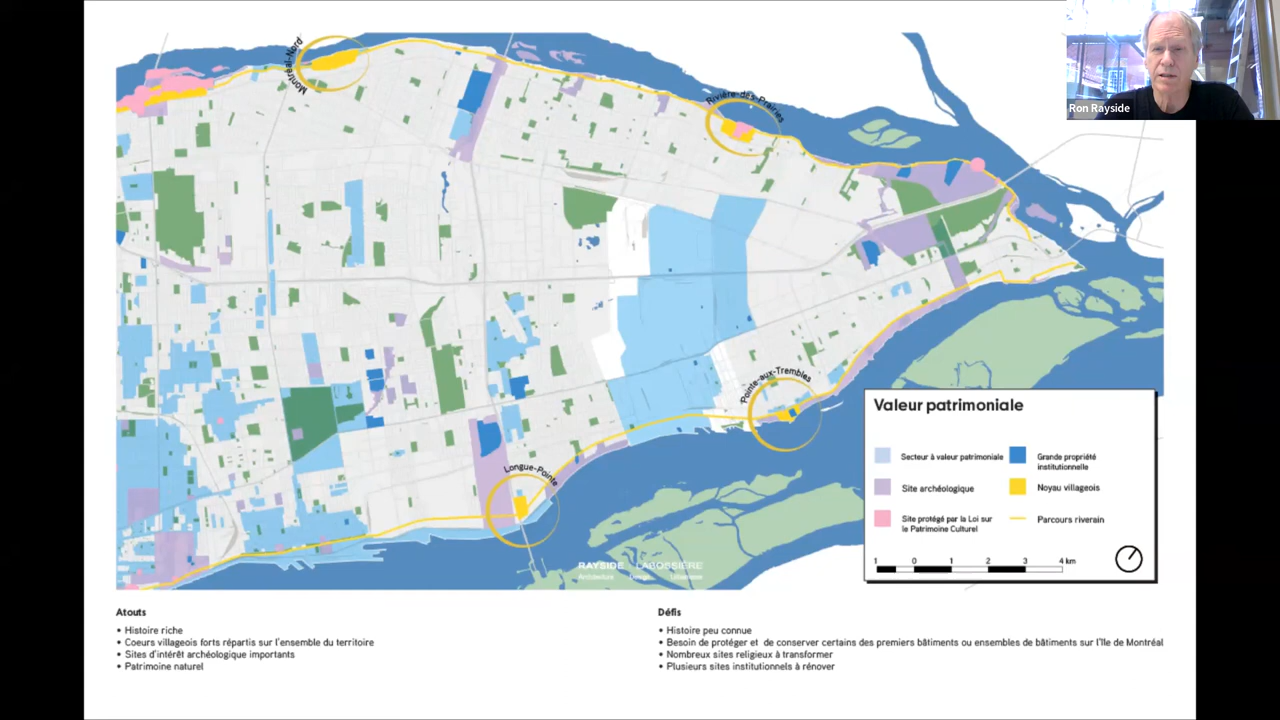 Ron Rayside
Montréal-Nord
Rivière-des-Prairies
Pointe-aux-Trembles
Longue-Pointe
Valeur patrimoniale
Secteur à valeur patrimoniale
Grande propriété
institutionnelle
Site archéologique
Noyau villageois
Site protégé par la Loi sur
le Patrimoine Culturel
Parcours riverain
1 0 1 2 3 4 km
RAYSIDE LABOSSIÈRE
Architecture Design Urbanisme
Atouts
• Histoire riche
• Coeurs villageois forts répartis sur l'ensemble du territoire
• Sites d'intérêt archéologique importants
• Patrimoine naturel
Défis
• Histoire peu connue
• Besoin de protéger et de conserver certains des premiers bâtiments ou ensembles de bâtiments sur l'île de Montréal
• Nombreux sites religieux à transformer
• Plusieurs sites institutionnels à rénover